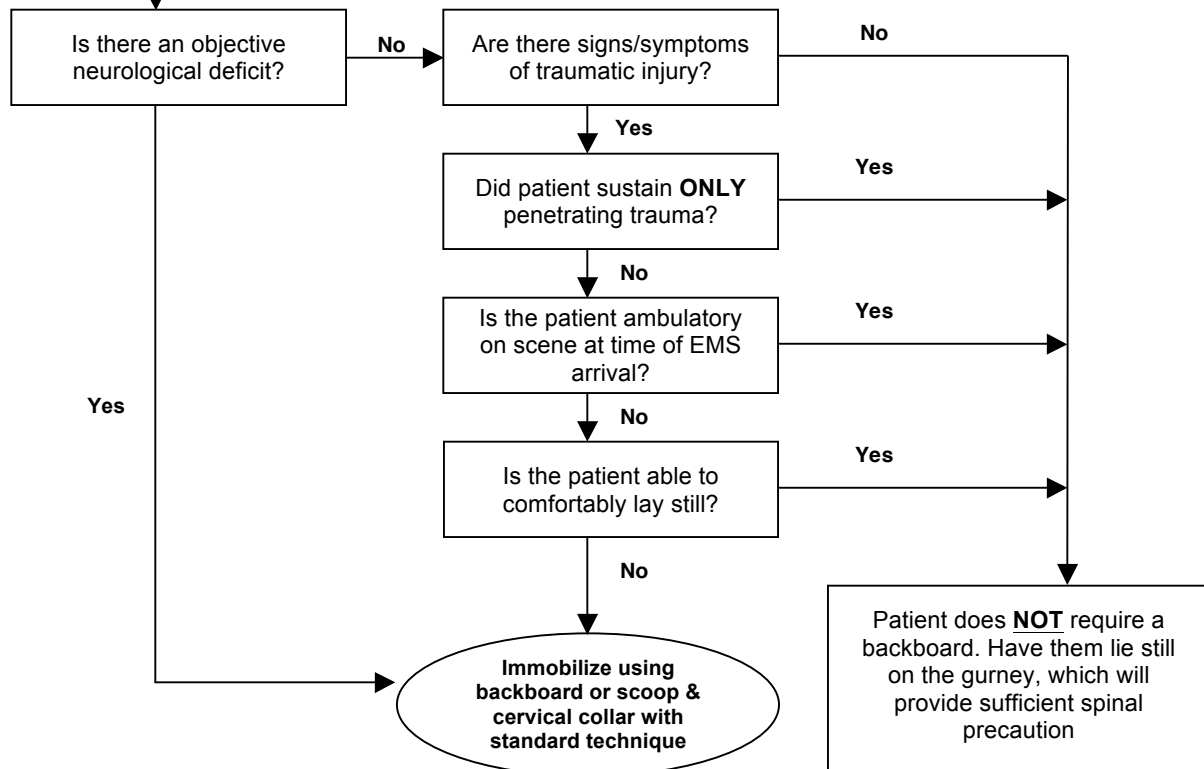 Is there an objective
neurological deficit?
No
Are there signs/symptoms
of traumatic injury?
No
Yes
Did patient sustain ONLY
penetrating trauma?
Yes
No
Is the patient ambulatory
on scene at time of EMS
arrival?
Yes
Yes
No
Is the patient able to
comfortably lay still?
Yes
No
Immobilize using
backboard or scoop &
cervical collar with
standard technique
Patient does NOT require a
backboard. Have them lie still
on the gurney, which will
provide sufficient spinal
precaution